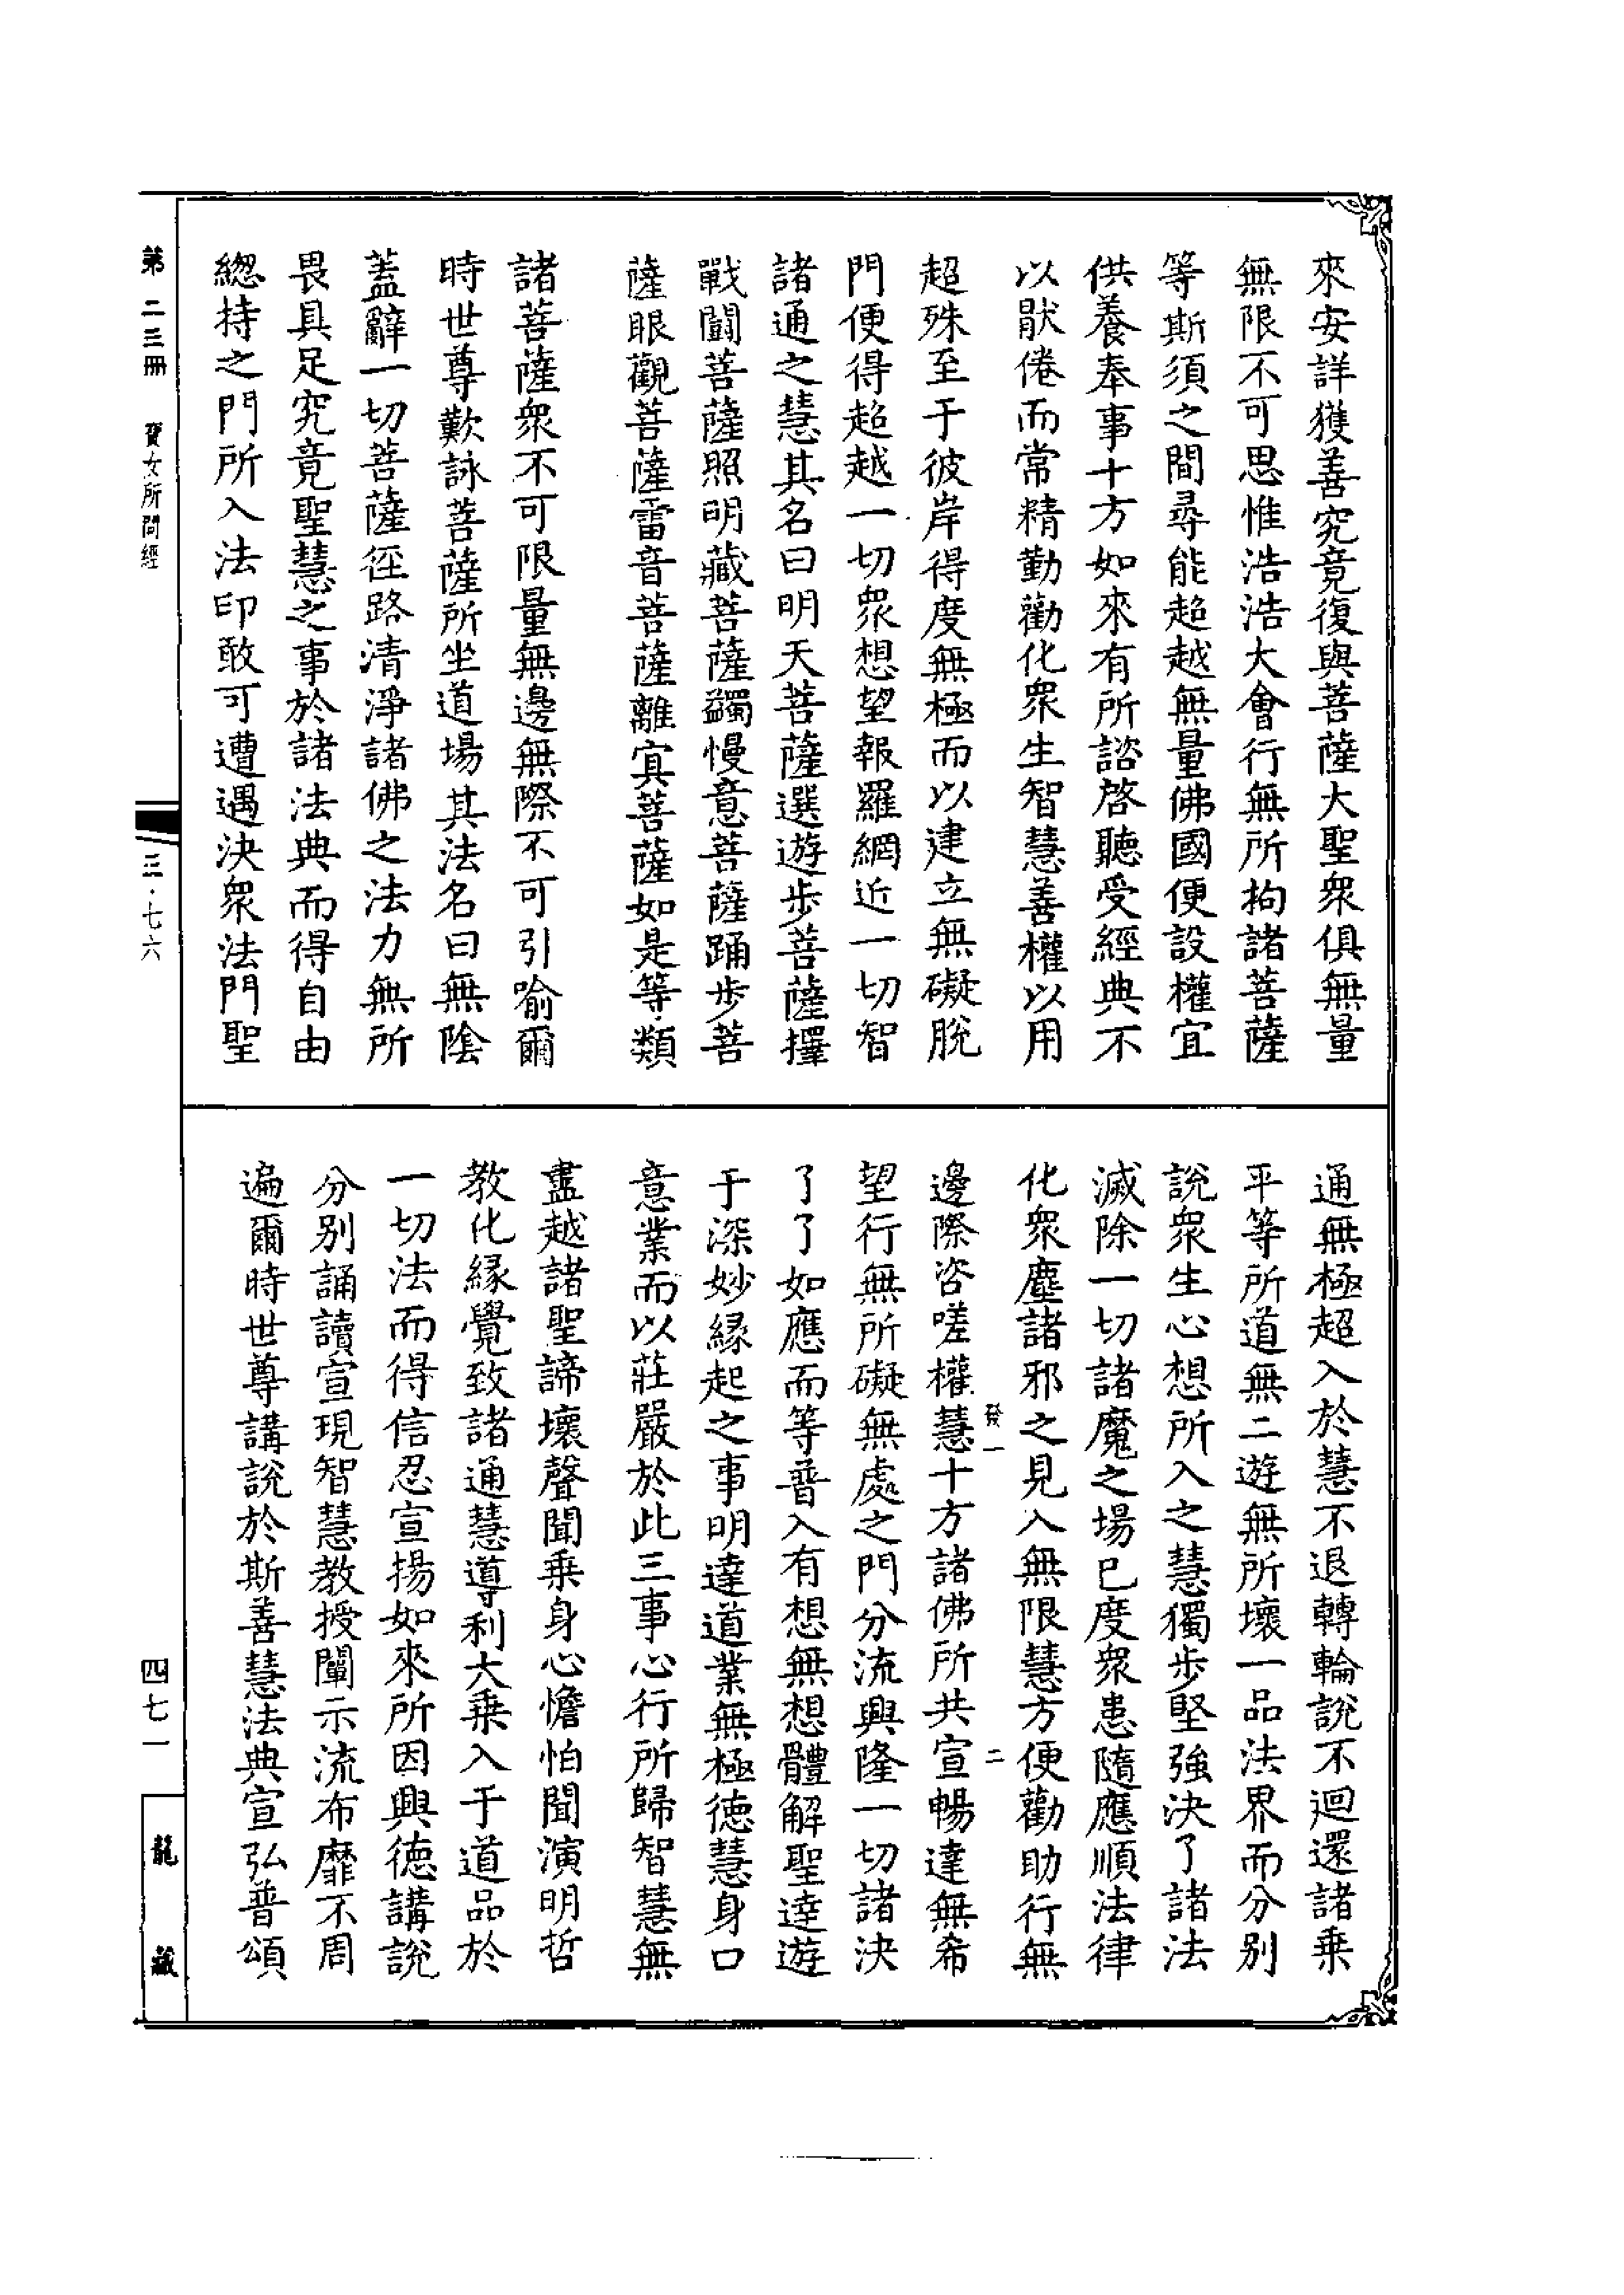 來安詳獲善究竟復與菩薩大聖衆俱無量
無限不可思惟浩浩大會行無所拘諸菩薩
等斯須之間尋能超越無量佛國便設權宜
供養奉事十方如來有所諮啓聽受經典不
以猒倦而常精勤勸化衆生智慧善權以用
超殊至于彼岸得度無極而以建立無礙脫
門便得超越一切衆想望報羅網近一切智
諸通之慧其名曰明天菩薩選遊步菩薩擇
戰鬬菩薩照明藏菩薩蠲慢意菩薩踊步菩
薩眼觀菩薩雷音菩薩離寘菩薩如是等類
諸菩薩衆不可限量無邊無際不可引喻爾
時世尊歎詠菩薩所坐道場其法名曰無陰
蓋辭一切菩薩徑路清淨諸佛之法力無所
畏具足究竟聖慧之事於諸法典而得自由
緫持之門所入法印敢可遭遇決衆法門聖
通無極超入於慧不退轉輪說不迴還諸乘
平等所道無二遊無所壞一品法界而分別
說衆生心想所入之慧獨步堅強決了諸法
滅除一切諸魔之場已度衆患隨應順法律
化衆塵諸邪之見入無限慧方便勸助行無
發一 二
邊際咨嗟權慧十方諸佛所共宣暢達無希
望行無所礙無處之門分流興隆一切諸決
了了如應而等普入有想無想體解聖達遊
于深妙緣起之事明達道業無極德慧身口
意業而以莊嚴於此三事心行所歸智慧無
盡越諸聖諦壞聲聞乘身心憺怕聞演明哲
教化緣覺致諸通慧導利大乘入于道品於
一切法而得信忍宣揚如來所因興德講說
分別誦讀宣現智慧教授闡示流布靡不周
遍爾時世尊講說於斯善慧法典宣弘普頌
第二三冊 寶女所問經
三·七六
四七一
龍藏